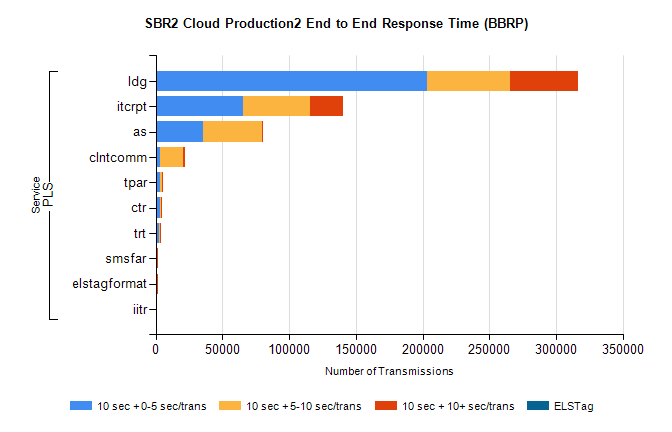 SBR2 Cloud Production2 End to End Response Time (BBRP)
Service
PLS
ldg
itcrpt
as
clntcomm
tpar
ctr
trt
smsfar
elstagformat
iitr
0 50000 100000 150000 200000 250000 300000 350000
Number of Transmissions
10 sec +0-5 sec/trans 10 sec +5-10 sec/trans 10 sec + 10+ sec/trans ELSTag